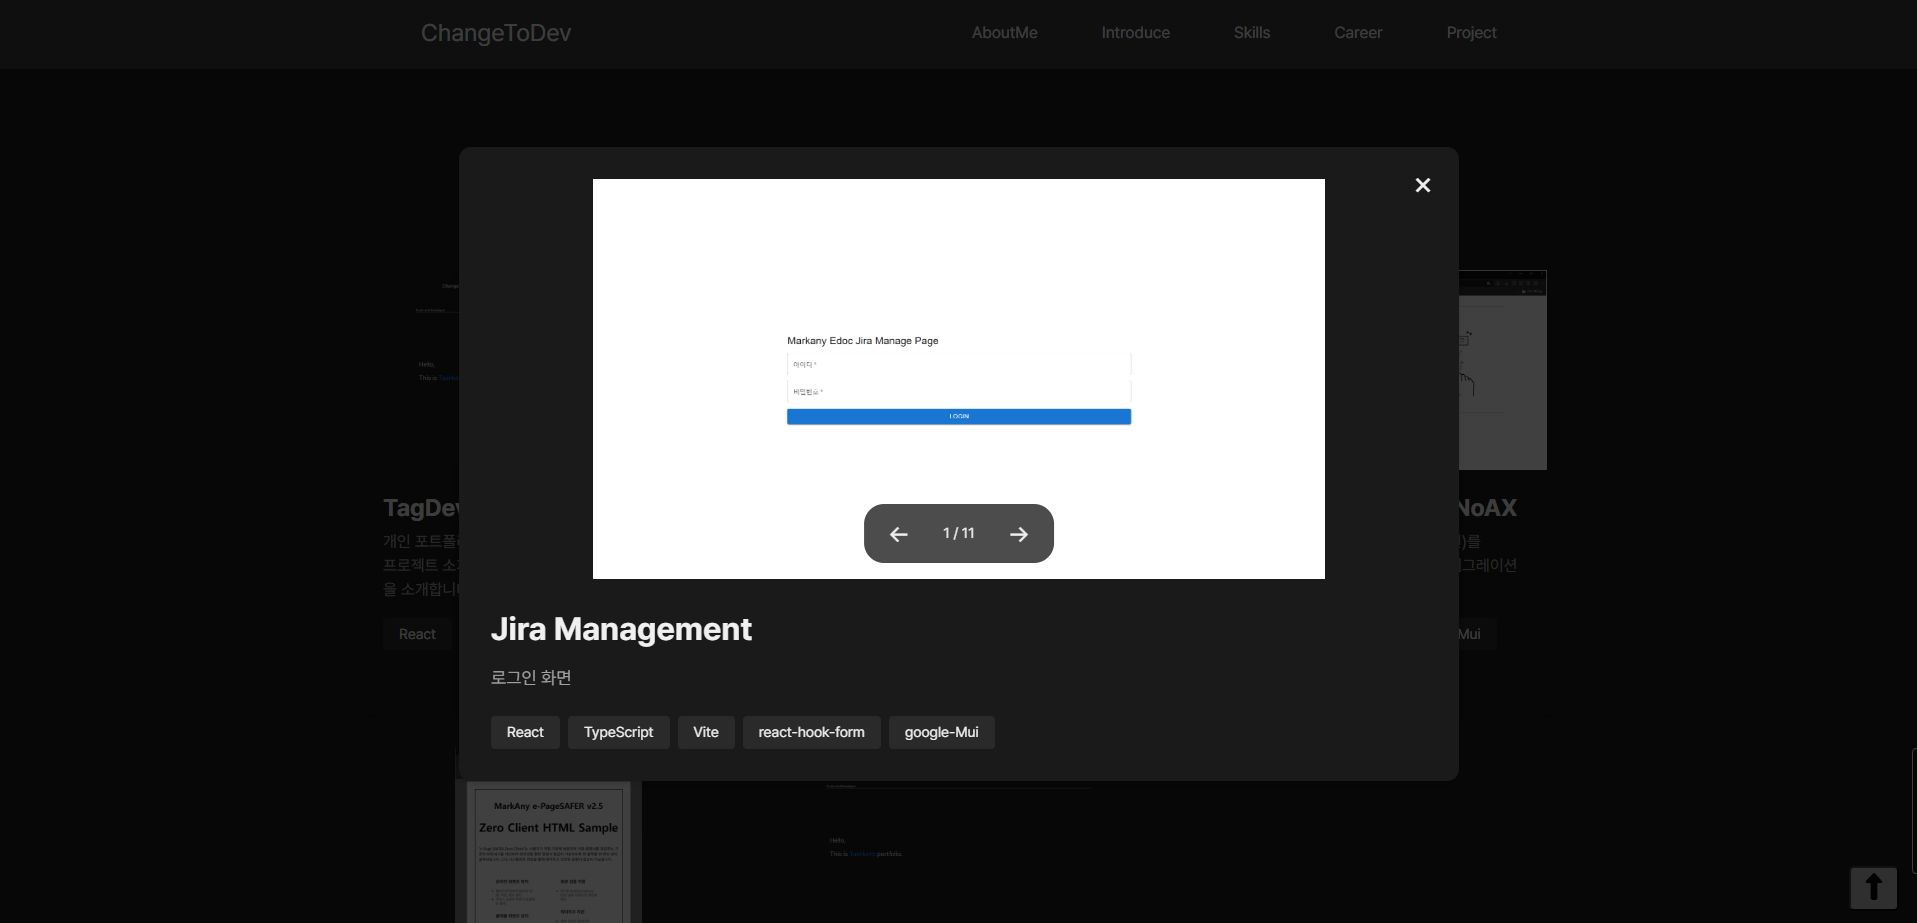 ChangeToDev
AboutMe
Introduce
Skills
Career
Project
Hello,
This is
Markany Edoc Jira Manage Page
아이디 *
비밀번호 *
LOGIN
1 / 11
TagDev
개인 포트폴
프로젝트 소
을 소개합니
React
NoAX
를
그레이션
Mui
Jira Management
로그인 화면
React
TypeScript
Vite
react-hook-form
google-Mui
MarkAny e-PageSAFER v2.5
Zero Client HTML Sample
Hello,
This is
portfolio.